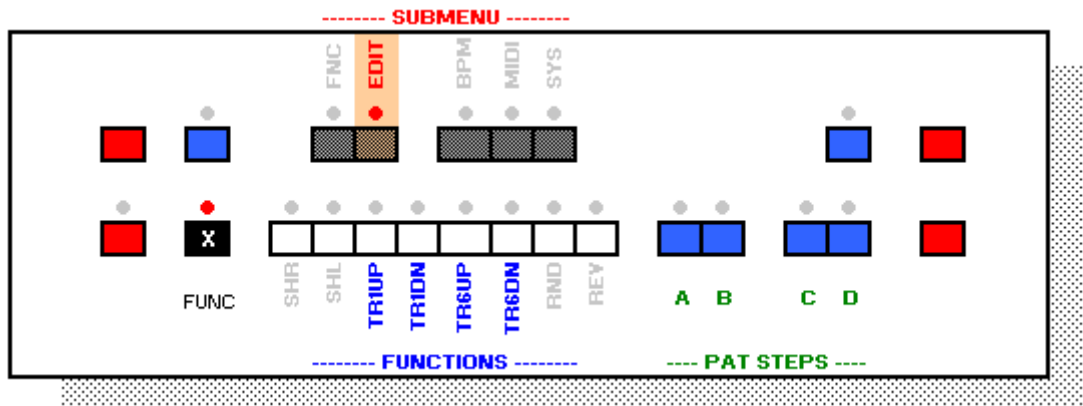 -------- SUBMENU --------
FNC EDIT BPM MIDI SYS
X
FUNC
SHR SHL TR1UP TR1DN TR6UP TR6DN RND REV
A B C D
-------- FUNCTIONS -------- ---- PAT STEPS ----